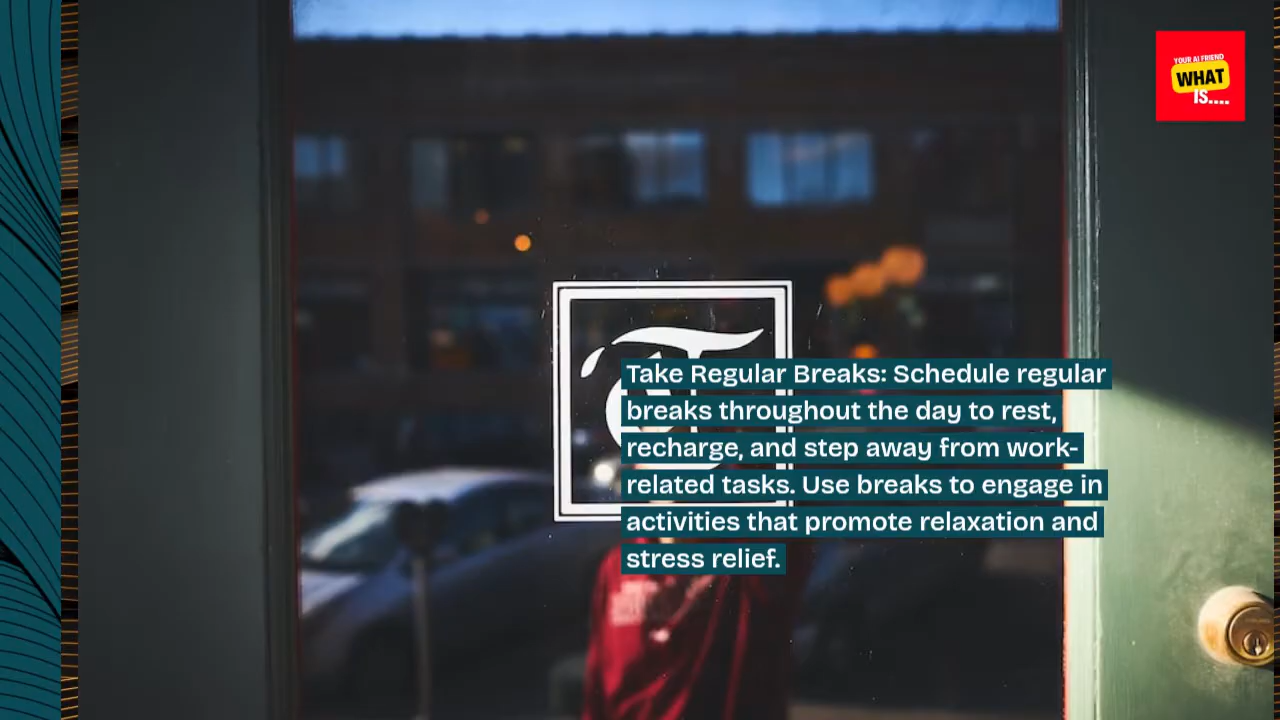 YOUR AI FRIEND
WHAT
IS....
T
Take Regular Breaks: Schedule regular
breaks throughout the day to rest,
recharge, and step away from work-
related tasks. Use breaks to engage in
activities that promote relaxation and
stress relief.